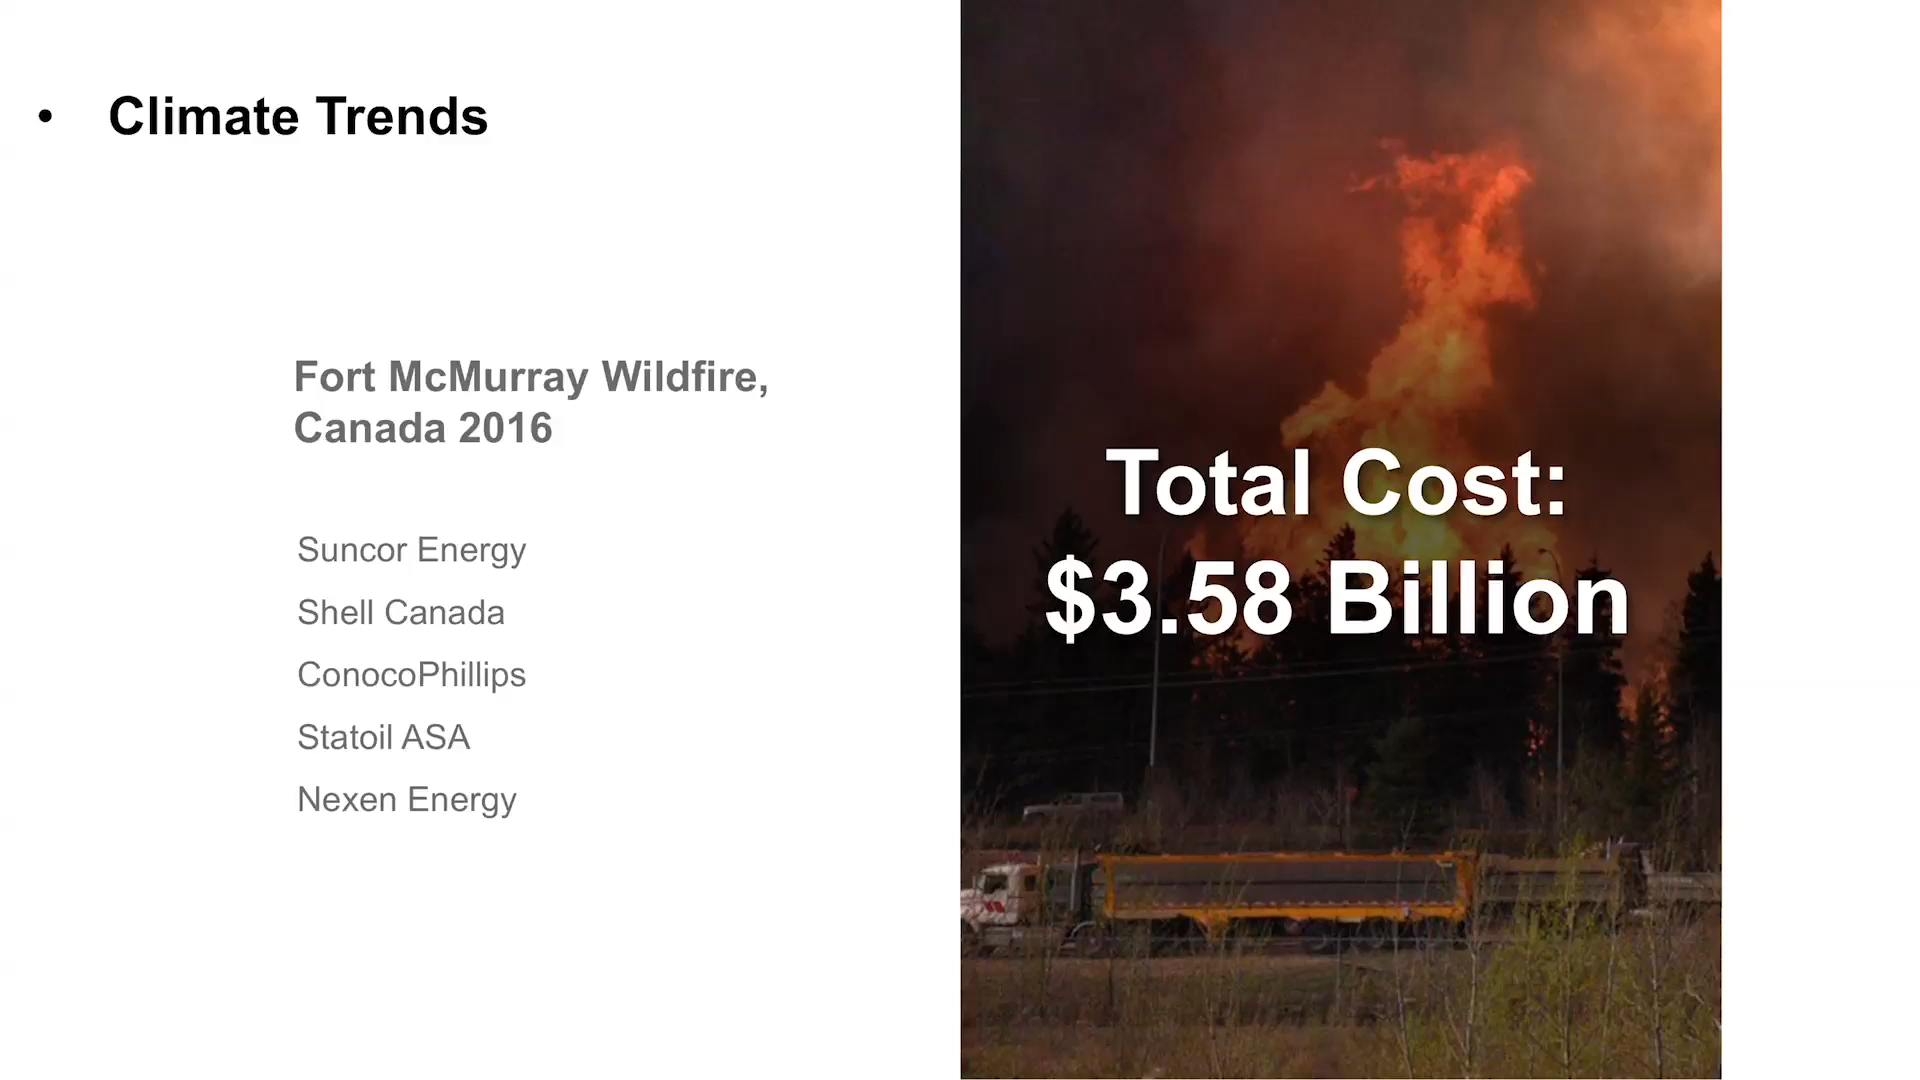 • Climate Trends
Fort McMurray Wildfire,
Canada 2016
Suncor Energy
Shell Canada
ConocoPhillips
Statoil ASA
Nexen Energy
Total Cost:
$3.58 Billion